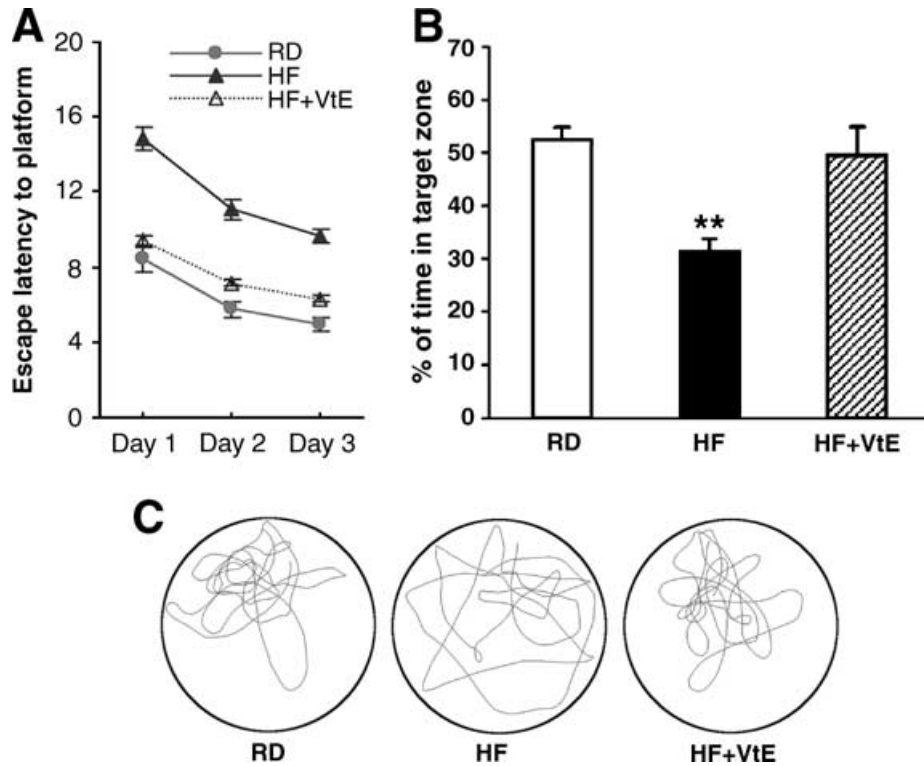 A
Escape latency to platform
20
16
12
8
4
0
Day 1 Day 2 Day 3
RD
HF
HF+VtE
B
% of time in target zone
70
60
50
40
30
20
10
0
**
RD HF HF+VtE
C
RD HF HF+VtE